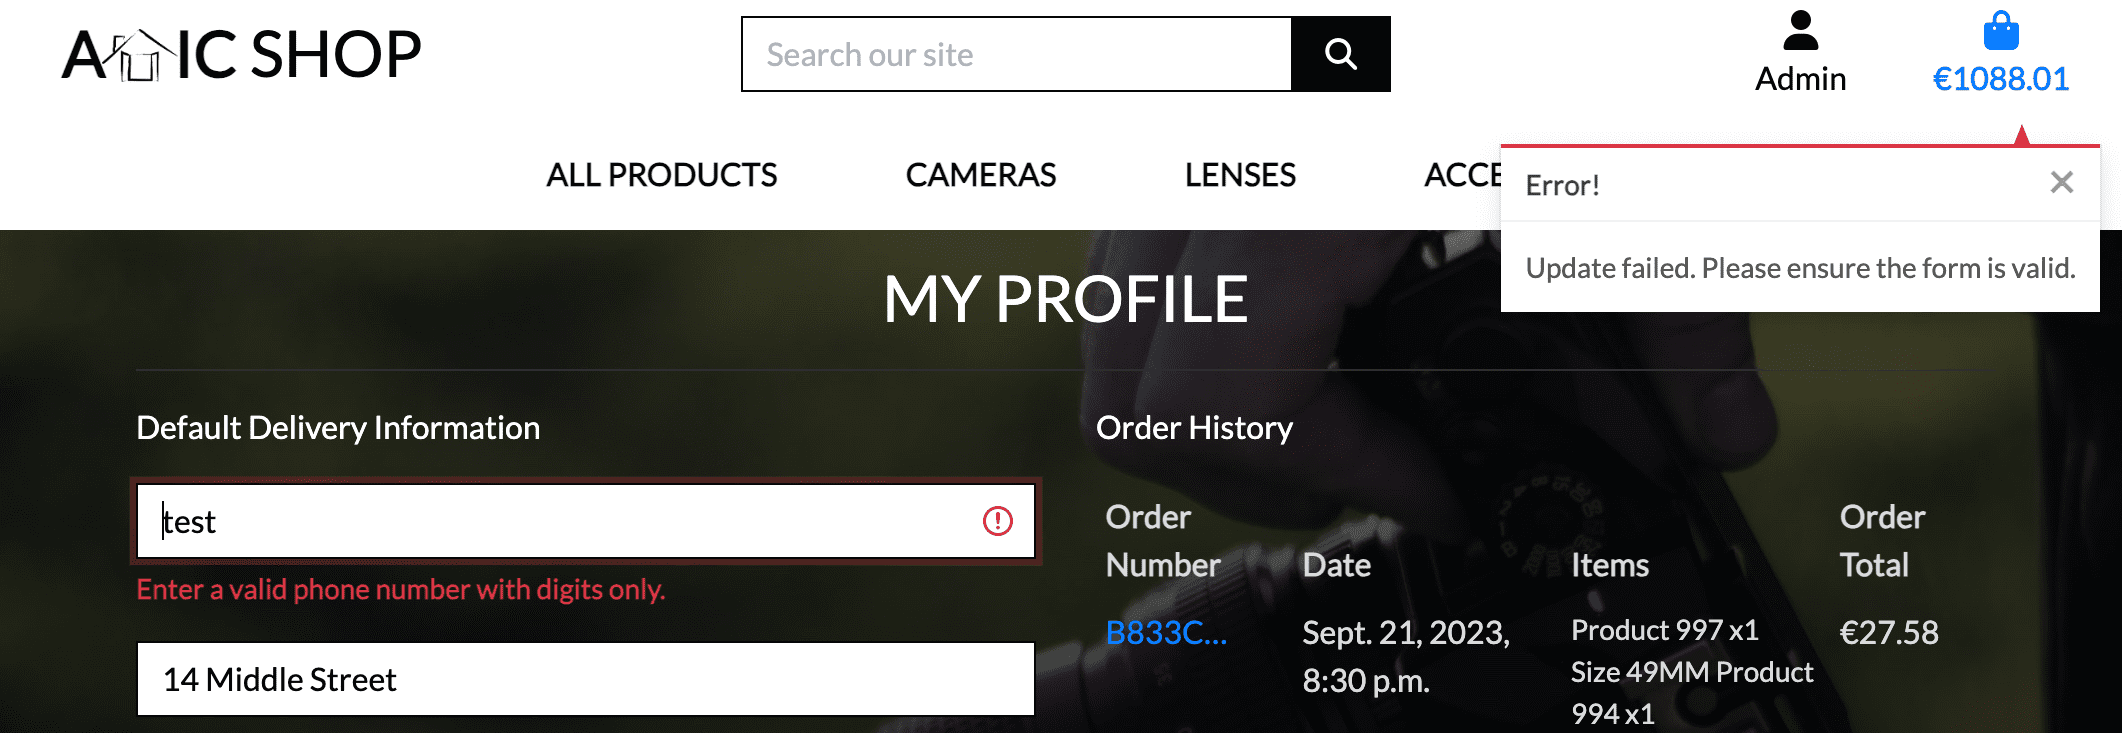 A IC SHOP
Search our site
Admin
€1088.01
ALL PRODUCTS
CAMERAS
LENSES
ACCE
Error!
Update failed. Please ensure the form is valid.
MY PROFILE
Default Delivery Information
test
Enter a valid phone number with digits only.
14 Middle Street
Order History
Order
Number
Date
Items
Order
Total
B833C...
Sept. 21, 2023,
8:30 p.m.
Product 997 x1
Size 49MM Product
994 x1
€27.58